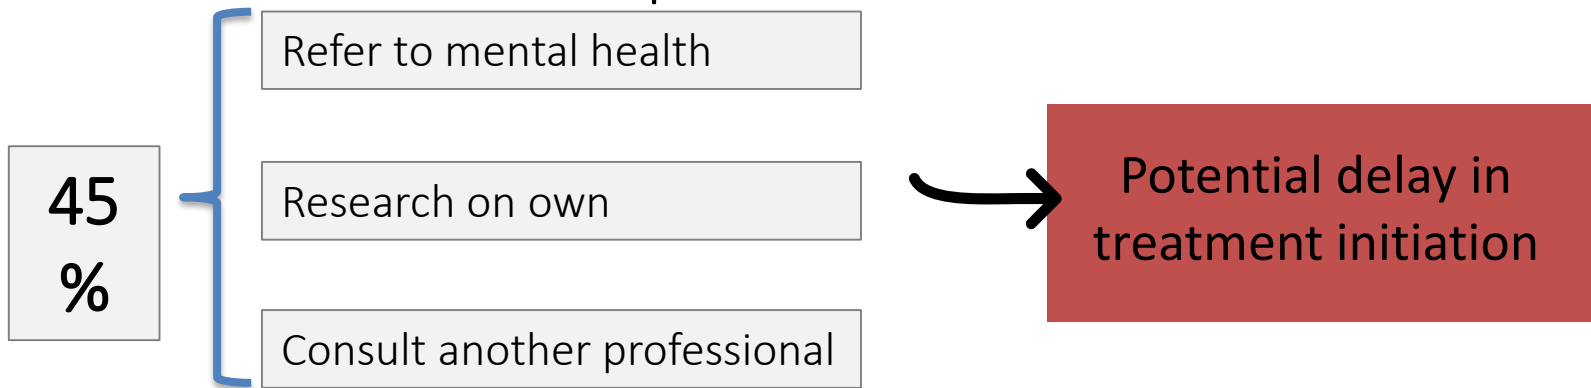 Refer to mental health
45
%
Research on own
Consult another professional
Potential delay in
treatment initiation